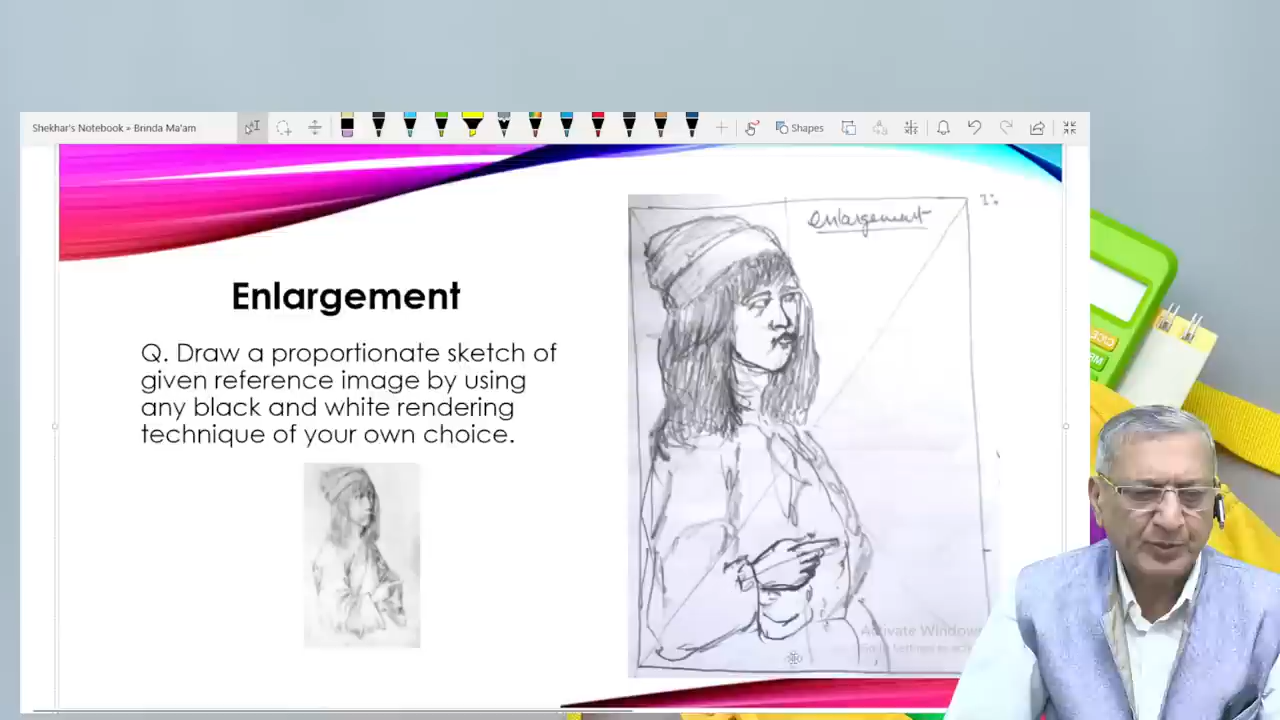 Shekhar's Notebook » Brinda Ma'am
Shapes
enlargement
Enlargement
Q. Draw a proportionate sketch of
given reference image by using
any black and white rendering
technique of your own choice.
Activate Window